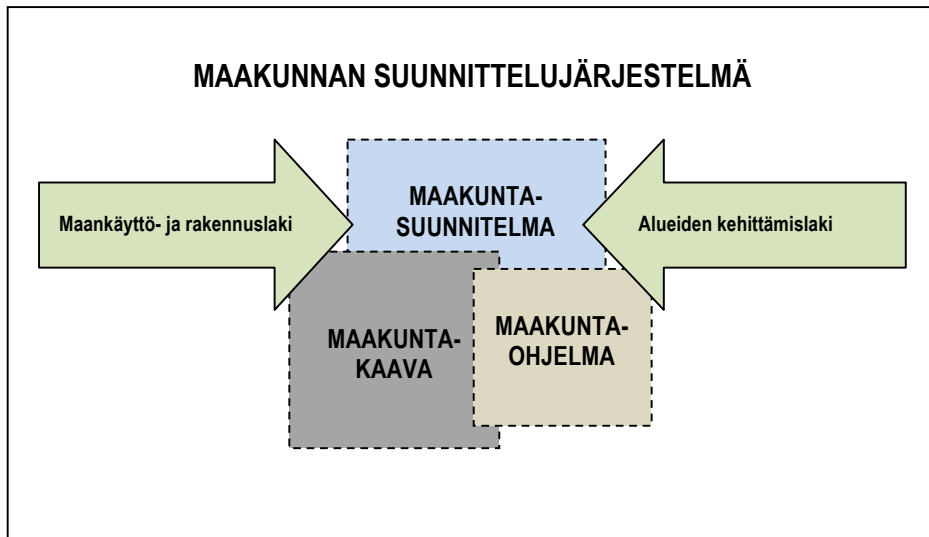 MAAKUNNAN SUUNNITTELUJÄRJESTELMÄ
Maankäyttö- ja rakennuslaki
MAAKUNTA-
SUUNNITELMA
Alueiden kehittämislaki
MAAKUNTA-
KAAVA
MAAKUNTA-
OHJELMA